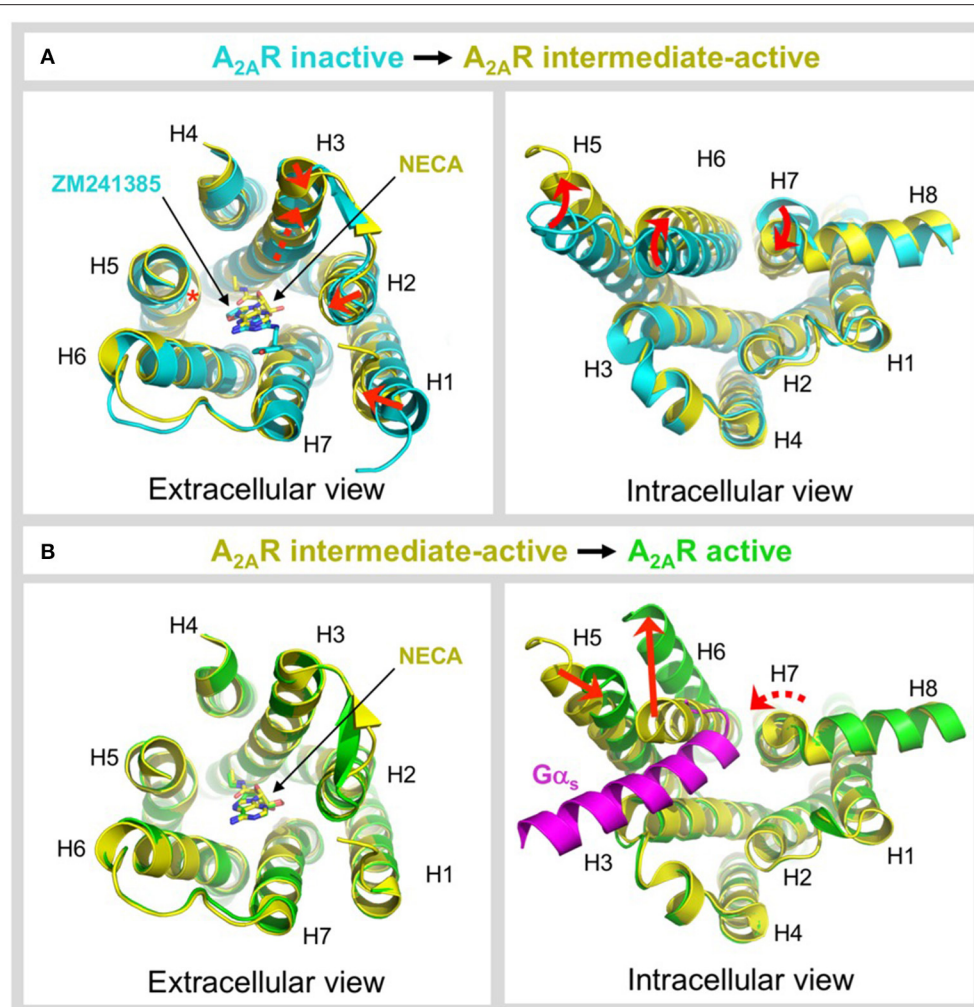 A
A2AR inactive → A2AR intermediate-active
H4
H3
ZM241385
NECA
H5
*
H2
H6
H1
H7
Extracellular view
H5
H6
H7
H8
H3
H2
H1
H4
Intracellular view
B
A2AR intermediate-active → A2AR active
H4
H3
NECA
H5
H2
H6
H1
H7
Extracellular view
H5
H6
H7
H8
Gαs
H3
H2
H1
H4
Intracellular view